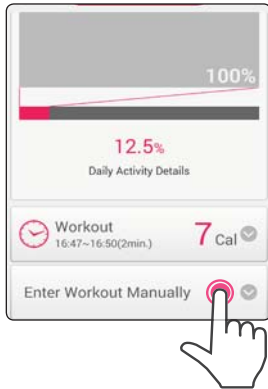 100%
12.5%
Daily Activity Details
Workout
7 Cal
16:47~16:50(2min.)
Enter Workout Manually